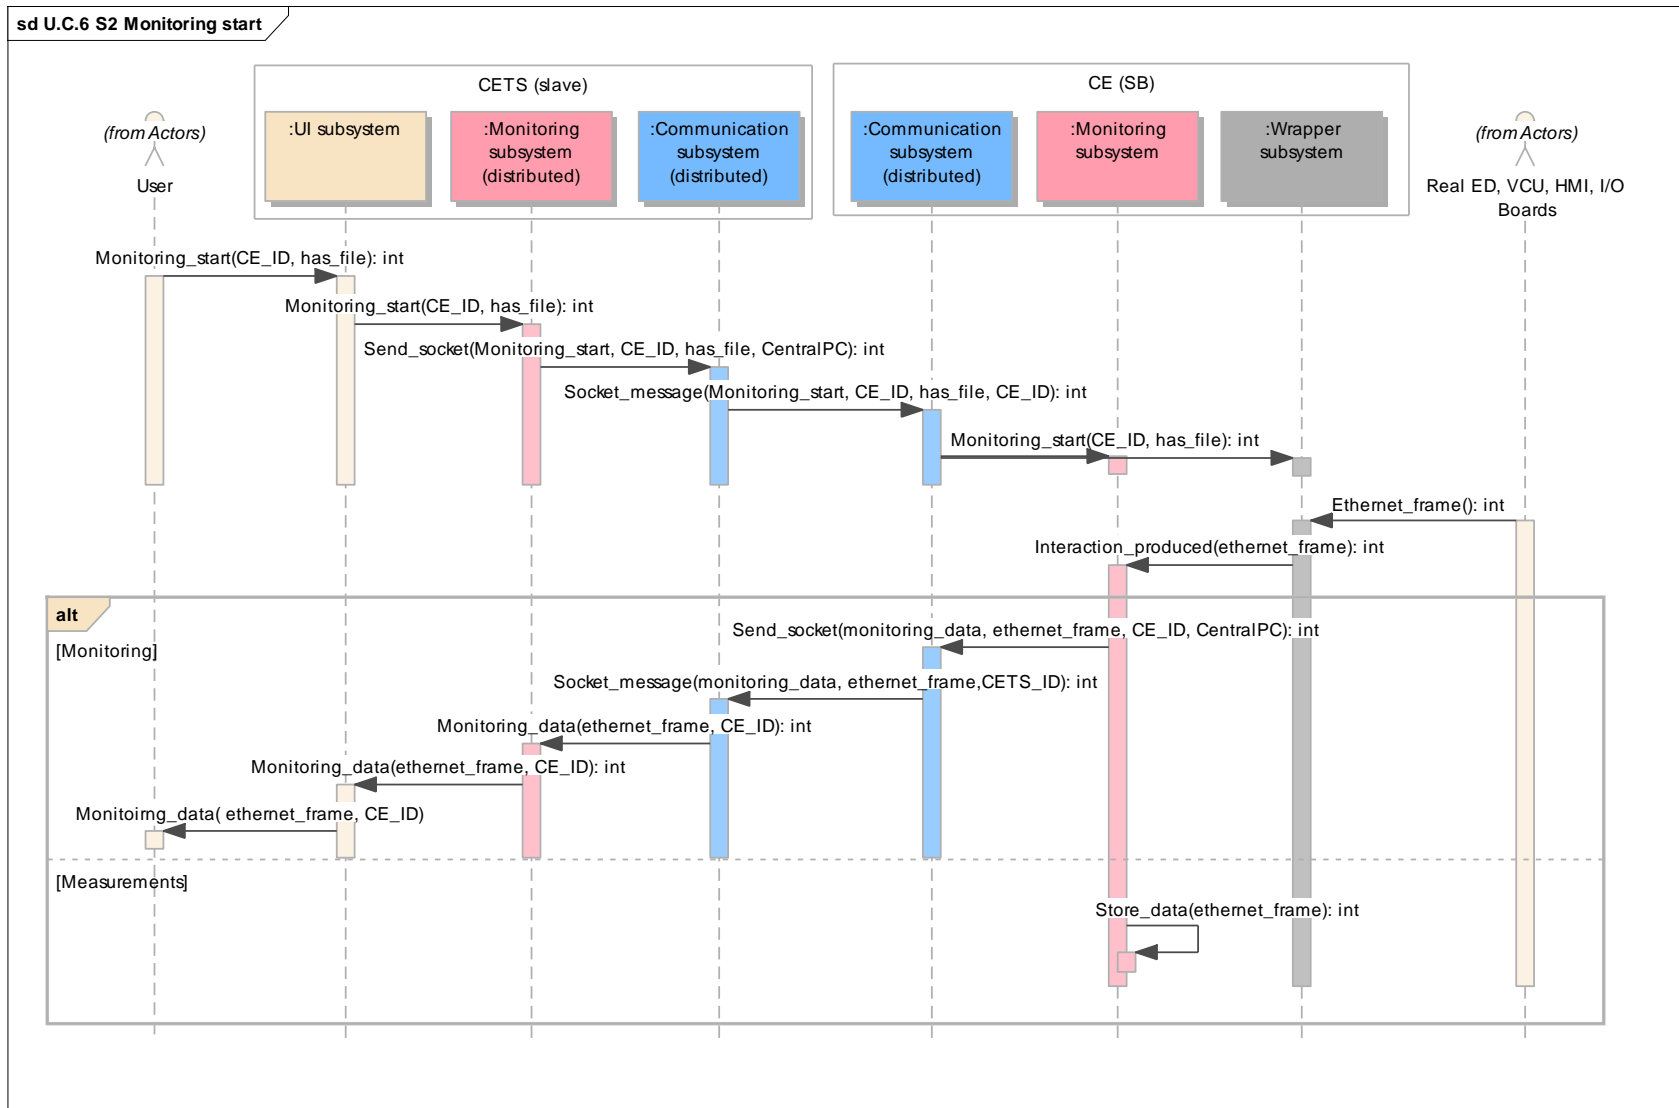 sd U.C.6 S2 Monitoring start
CETS (slave)
CE (SB)
(from Actors)
User
:UI subsystem
:Monitoring
subsystem
(distributed)
:Communication
subsystem
(distributed)
:Communication
subsystem
(distributed)
:Monitoring
subsystem
:Wrapper
subsystem
(from Actors)
Real ED, VCU, HMI, I/O
Boards
Monitoring_start(CE_ID, has_file): int
Monitoring_start(CE_ID, has_file): int
Send_socket(Monitoring_start, CE_ID, has_file, CentralPC): int
Socket_message(Monitoring_start, CE_ID, has_file, CE_ID): int
Monitoring_start(CE_ID, has_file): int
Ethernet_frame(): int
Interaction_produced(ethernet_frame): int
alt
[Monitoring]
Send_socket(monitoring_data, ethernet_frame, CE_ID, CentralPC): int
Socket_message(monitoring_data, ethernet_frame,CETS_ID): int
Monitoring_data(ethernet_frame, CE_ID): int
Monitoring_data(ethernet_frame, CE_ID): int
Monitoirng_data( ethernet_frame, CE_ID)
[Measurements]
Store_data(ethernet_frame): int